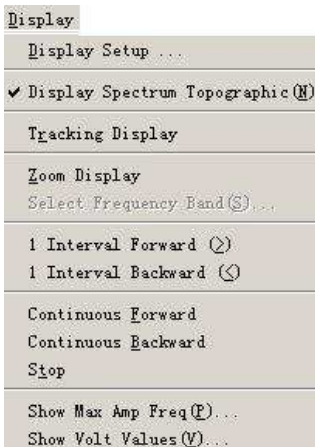 Display
Display Setup ...
✔ Display Spectrum Topographic(N)
Tracking Display
Zoom Display
Select Frequency Band(S)...
1 Interval Forward (>)
1 Interval Backward (<)
Continuous Forward
Continuous Backward
Stop
Show Max Amp Freq(P)...
Show Volt Values(V)...